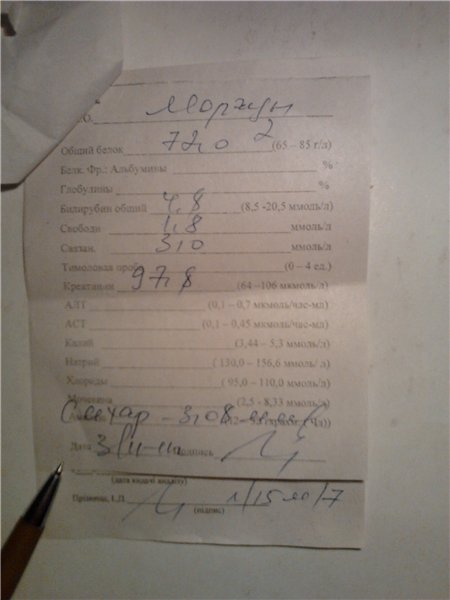 .О. Моргун
2
Общий белок 72,0 (65 – 85 г/л)
Белк. Фр.: Альбумины %
Глобулины %
Билирубин общий 4,8 (8,5 -20,5 ммоль/л
Свободн 1,8 ммоль/л
Связан. 3,0 ммоль/л
Тимоловая проба (0 – 4 ед.)
Креатинин 97,8 (64 –106 мкмоль/л)
АЛТ (0,1 – 0,7 мкмоль/час-мл)
АСТ (0,1 – 0,45 мкмоль/час-мл)
Калий (3,44 – 5,3 ммоль/л)
Натрий ( 130,0 – 156,6 ммоль/ л)
Хлориды ( 95,0 – 110,0 ммоль/л)
Мочевина (2,5 - 8,33 ммоль/л)
Сахар – 3,08
Дата подпись
(подпись)